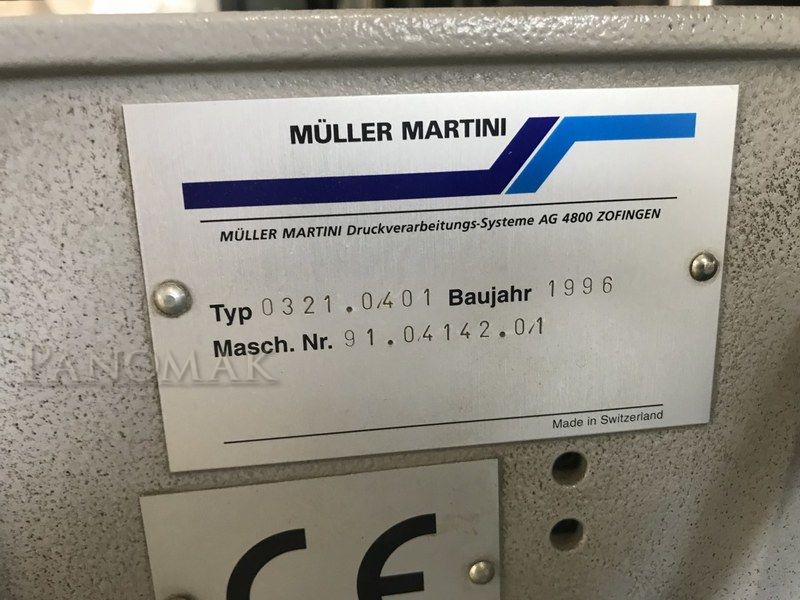 MÜLLER MARTINI
MÜLLER MARTINI Druckverarbeitungs-Systeme AG 4800 ZOFINGEN
Typ 0321.0401 Baujahr 1996
Masch. Nr. 91.04142.01
PANOMAK
Made in Switzerland
CE